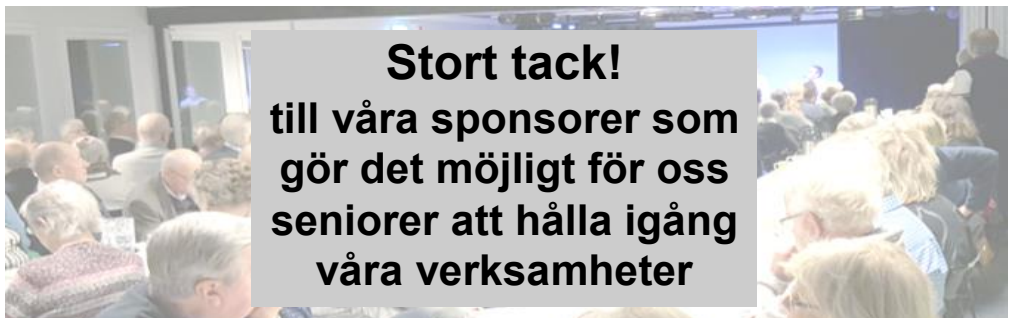 Stort tack!
till våra sponsorer som
gör det möjligt för oss
seniorer att hålla igång
våra verksamheter